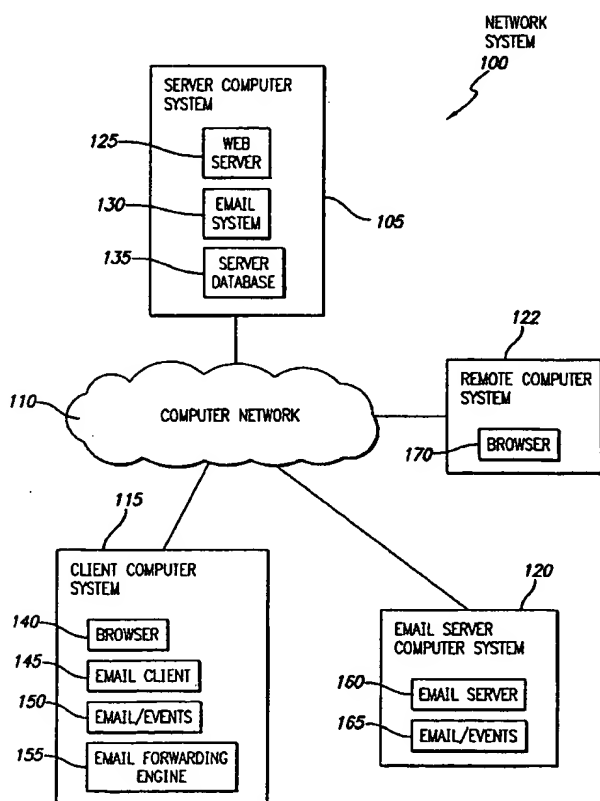 NETWORK
SYSTEM
100
SERVER COMPUTER
SYSTEM
125
WEB
SERVER
130
EMAIL
SYSTEM
105
135
SERVER
DATABASE
122
REMOTE COMPUTER
SYSTEM
110
COMPUTER NETWORK
170
BROWSER
115
CLIENT COMPUTER
SYSTEM
120
EMAIL SERVER
COMPUTER SYSTEM
140
BROWSER
145
EMAIL CLIENT
160
EMAIL SERVER
150
EMAIL/EVENTS
165
EMAIL/EVENTS
155
EMAIL FORWARDING
ENGINE